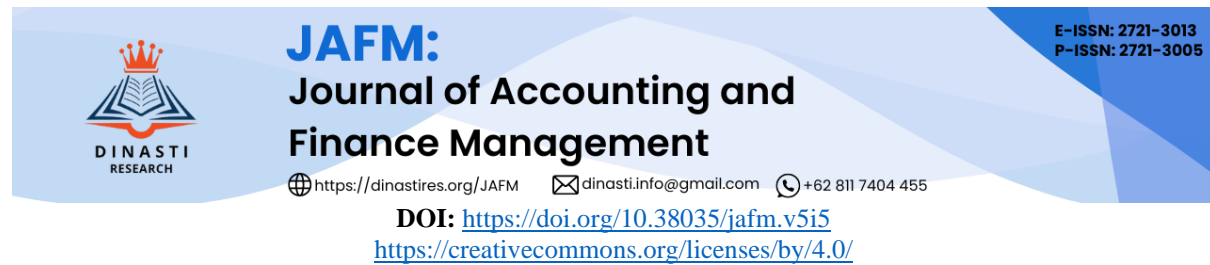 JAFM:
Journal of Accounting and
Finance Management
E-ISSN: 2721-3013
P-ISSN: 2721-3005
DINASTI
RESEARCH
https://dinastires.org/JAFM dinasti.info@gmail.com +62 811 7404 455
DOI: https://doi.org/10.38035/jafm.v5i5
https://creativecommons.org/licenses/by/4.0/